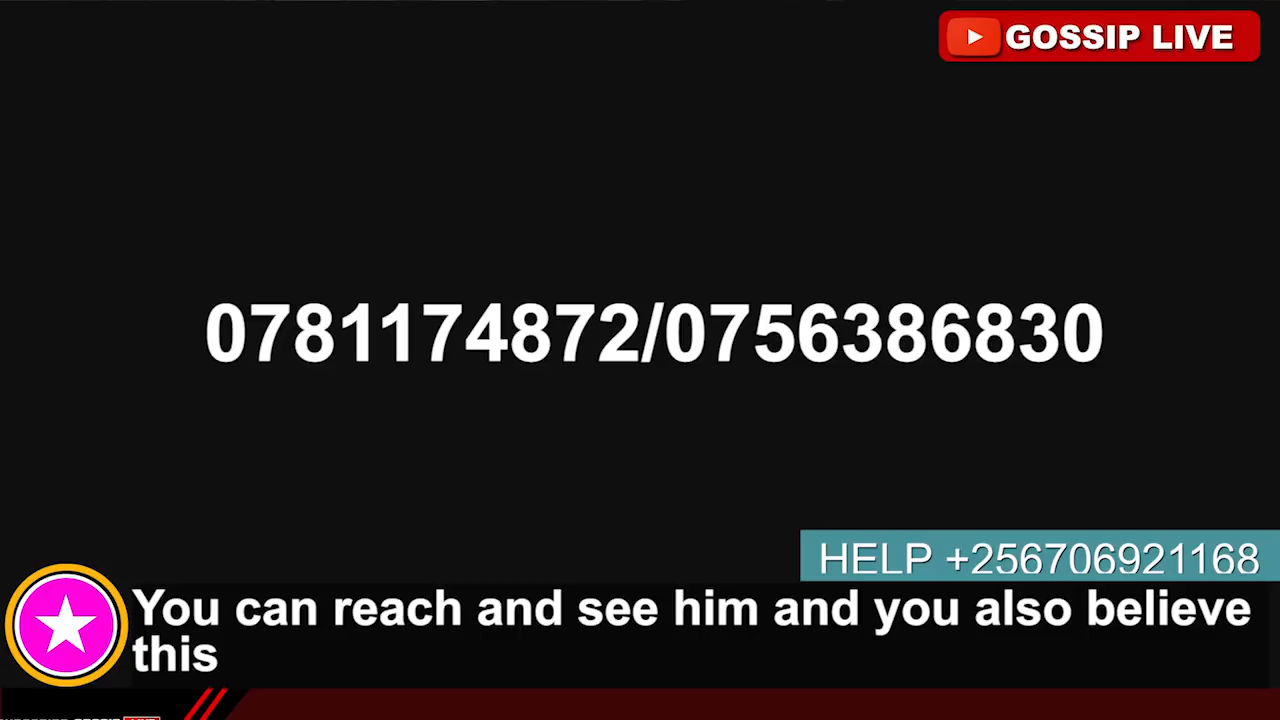 GOSSIP LIVE
0781174872/0756386830
HELP +256706921168
You can reach and see him and you also believe
this